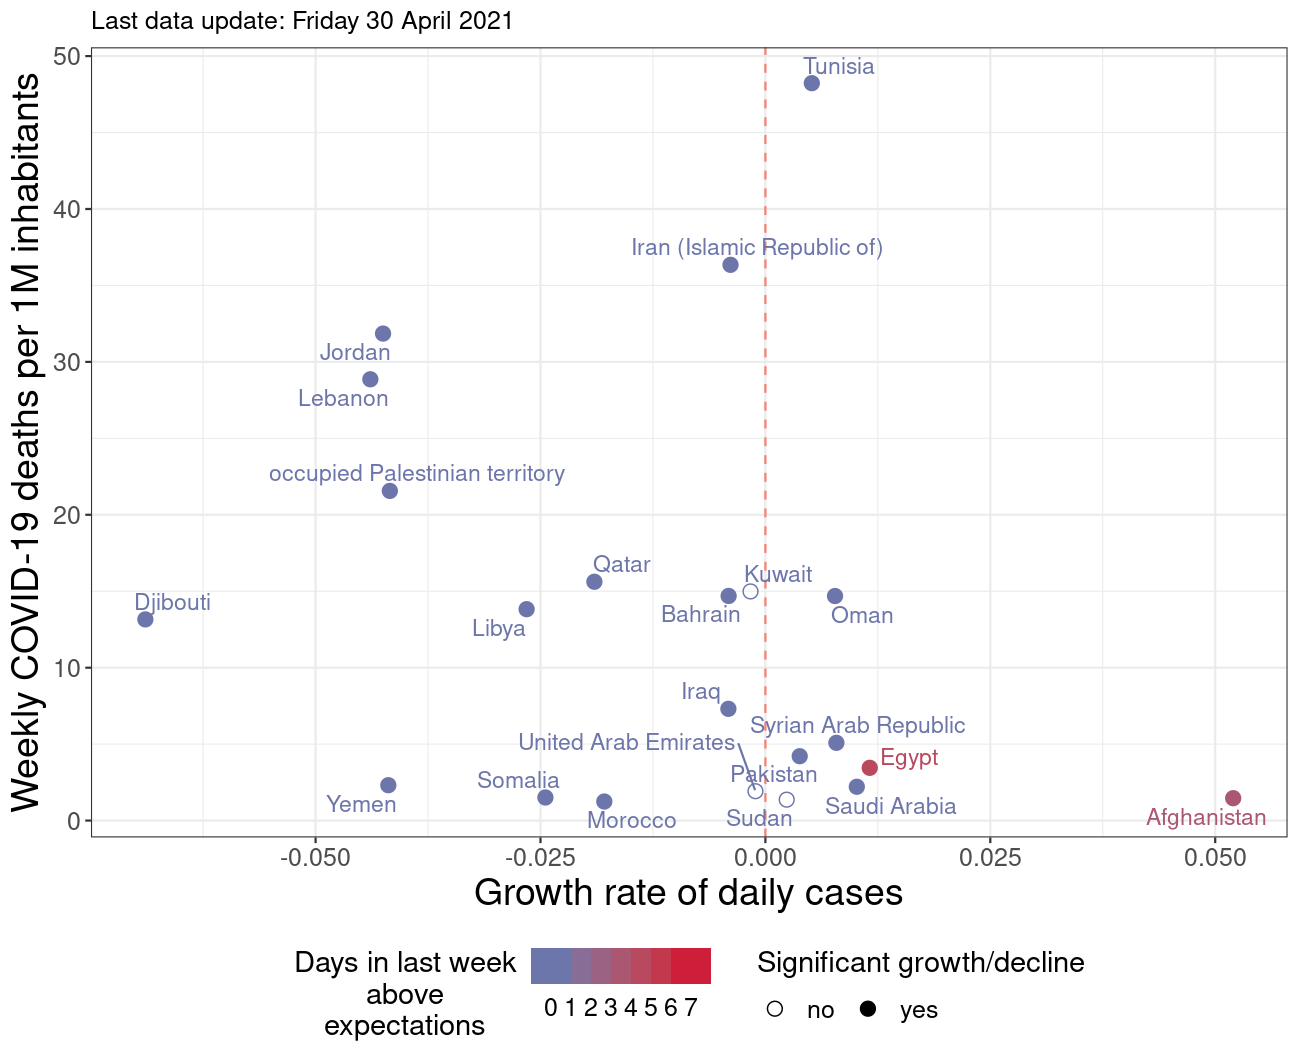 Last data update: Friday 30 April 2021
Weekly COVID-19 deaths per 1M inhabitants
50
40
30
20
10
0
Tunisia
Iran (Islamic Republic of)
Jordan
Lebanon
occupied Palestinian territory
Qatar
Kuwait
Djibouti
Bahrain
Oman
Libya
Iraq
Syrian Arab Republic
United Arab Emirates
Egypt
Pakistan
Somalia
Yemen
Saudi Arabia
Morocco
Sudan
Afghanistan
-0.050 -0.025 0.000 0.025 0.050
Growth rate of daily cases
Days in last week
above
expectations
0 1 2 3 4 5 6 7
Significant growth/decline
no yes